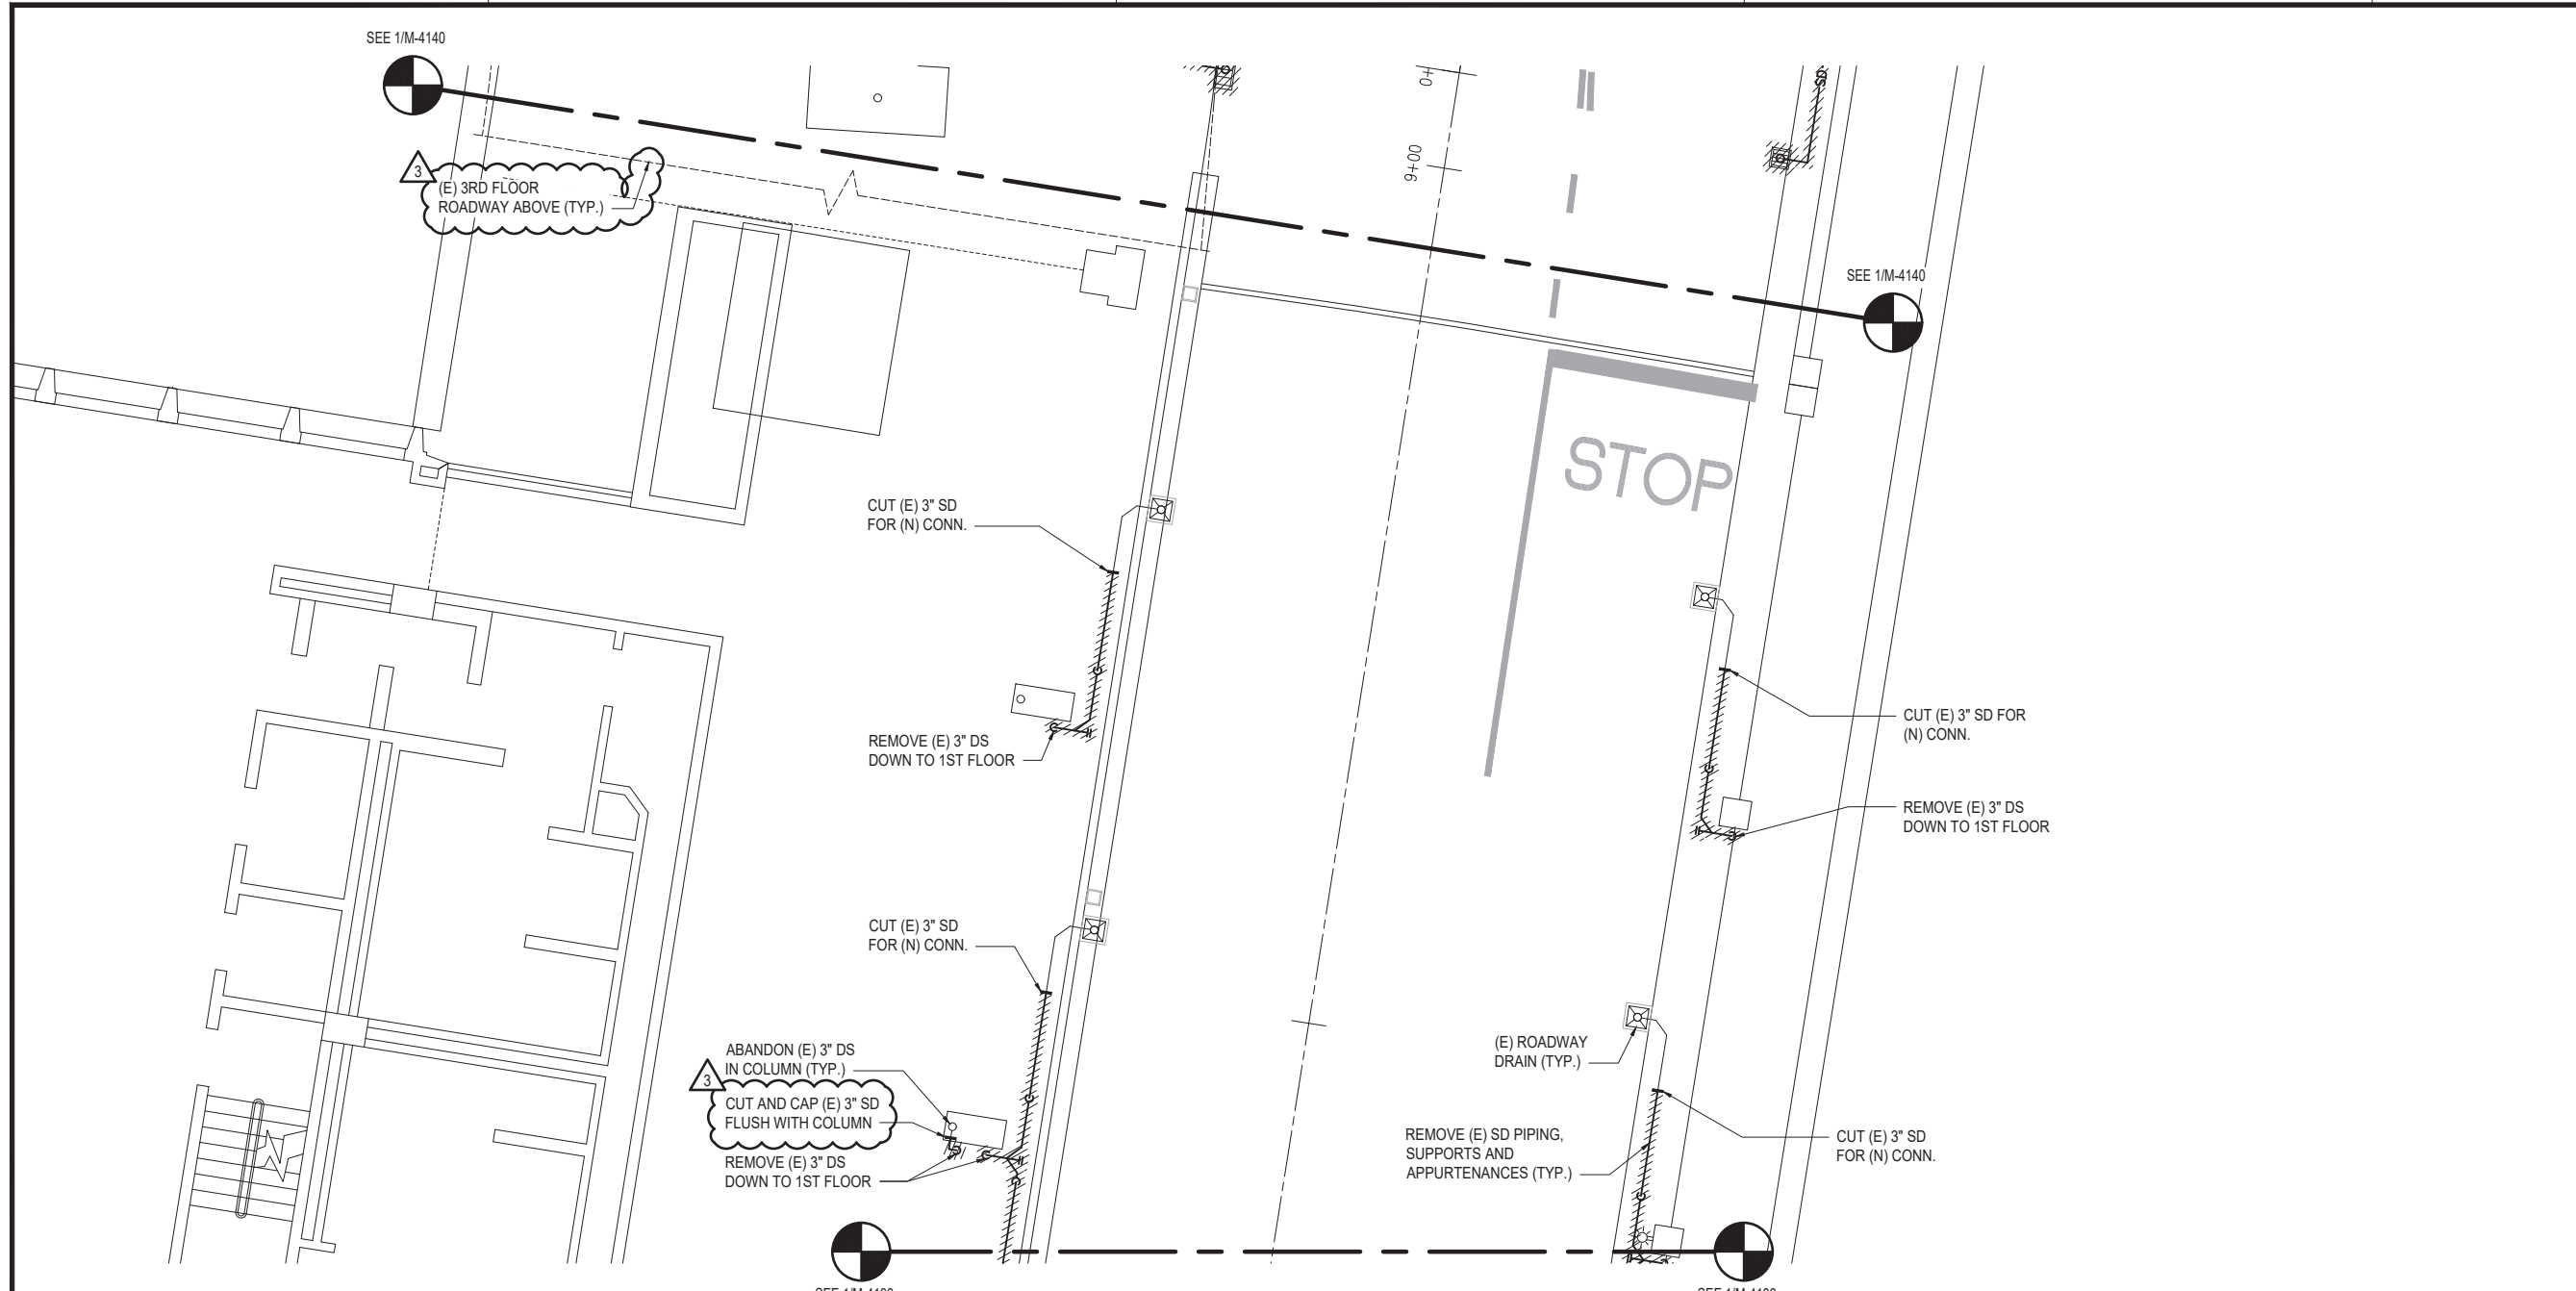 SEE 1/M-4140
SD
0+
9+00
3
(E) 3RD FLOOR
ROADWAY ABOVE (TYP.)
SEE 1/M-4140
STOP
CUT (E) 3" SD
FOR (N) CONN.
CUT (E) 3" SD FOR
(N) CONN.
REMOVE (E) 3" DS
DOWN TO 1ST FLOOR
REMOVE (E) 3" DS
DOWN TO 1ST FLOOR
CUT (E) 3" SD
FOR (N) CONN.
(E) ROADWAY
DRAIN (TYP.)
ABANDON (E) 3" DS
IN COLUMN (TYP.)
3
CUT AND CAP (E) 3" SD
FLUSH WITH COLUMN
REMOVE (E) 3" DS
DOWN TO 1ST FLOOR
REMOVE (E) SD PIPING,
SUPPORTS AND
APPURTENANCES (TYP.)
CUT (E) 3" SD
FOR (N) CONN.